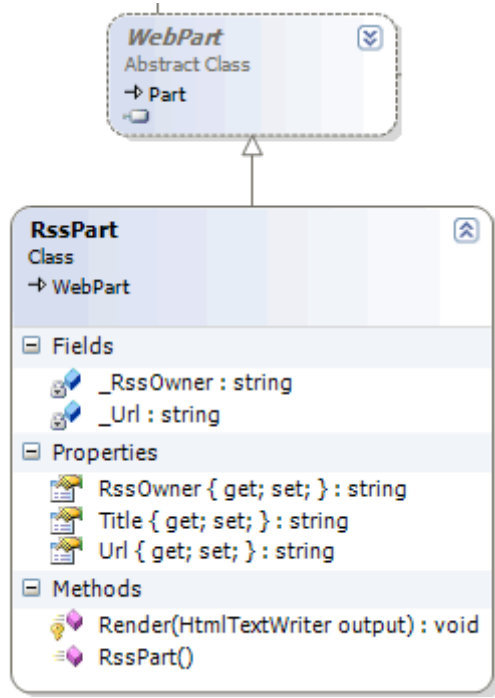 WebPart
Abstract Class
Part
RssPart
Class
WebPart
Fields
_RssOwner : string
_Url : string
Properties
RssOwner { get; set; } : string
Title { get; set; } : string
Url { get; set; } : string
Methods
Render(HtmlTextWriter output) : void
RssPart()